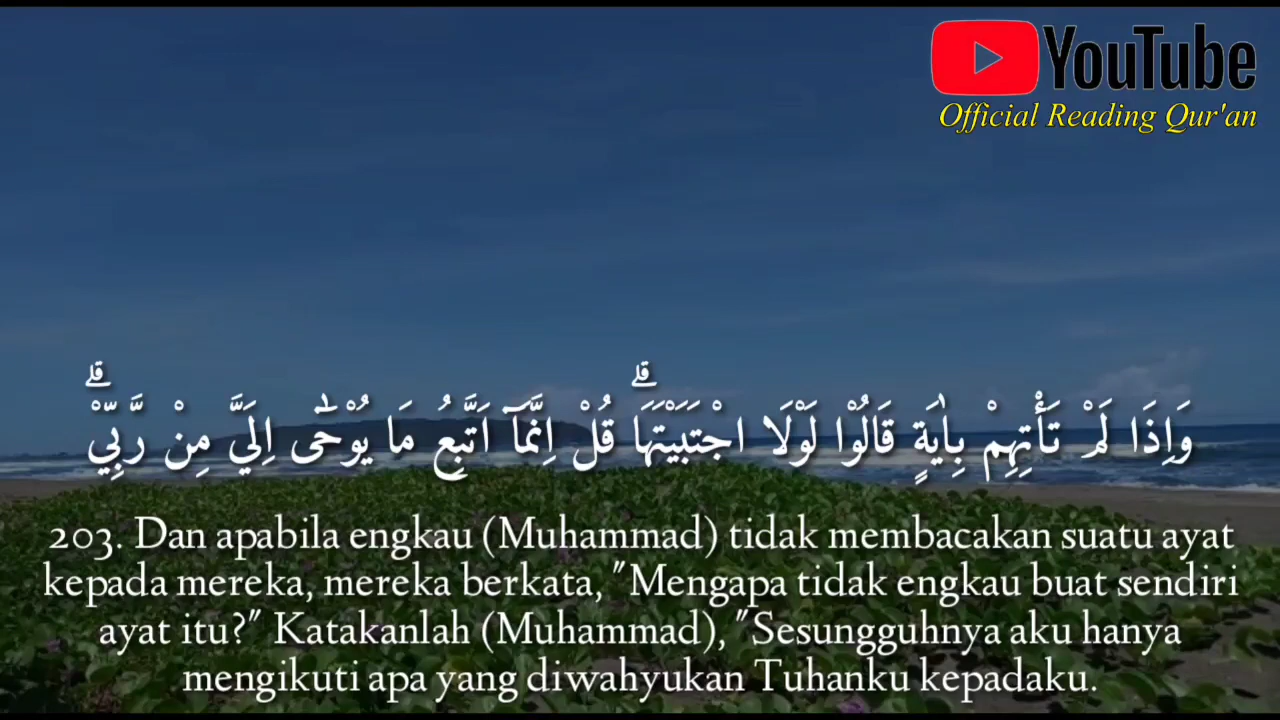 YouTube
Official Reading Qur'an
وَاِذَا لَمْ تَأْتِهِمْ بِاٰيَةٍ قَالُوْا لَوْلَا اجْتَبَيْتَهَاۗ قُلْ اِنَّمَآ اَتَّبِعُ مَا يُوْحٰٓى اِلَيَّ مِنْ رَّبِّيْۗ
203. Dan apabila engkau (Muhammad) tidak membacakan suatu ayat
kepada mereka, mereka berkata, "Mengapa tidak engkau buat sendiri
ayat itu?" Katakanlah (Muhammad), "Sesungguhnya aku hanya
mengikuti apa yang diwahyukan Tuhanku kepadaku.